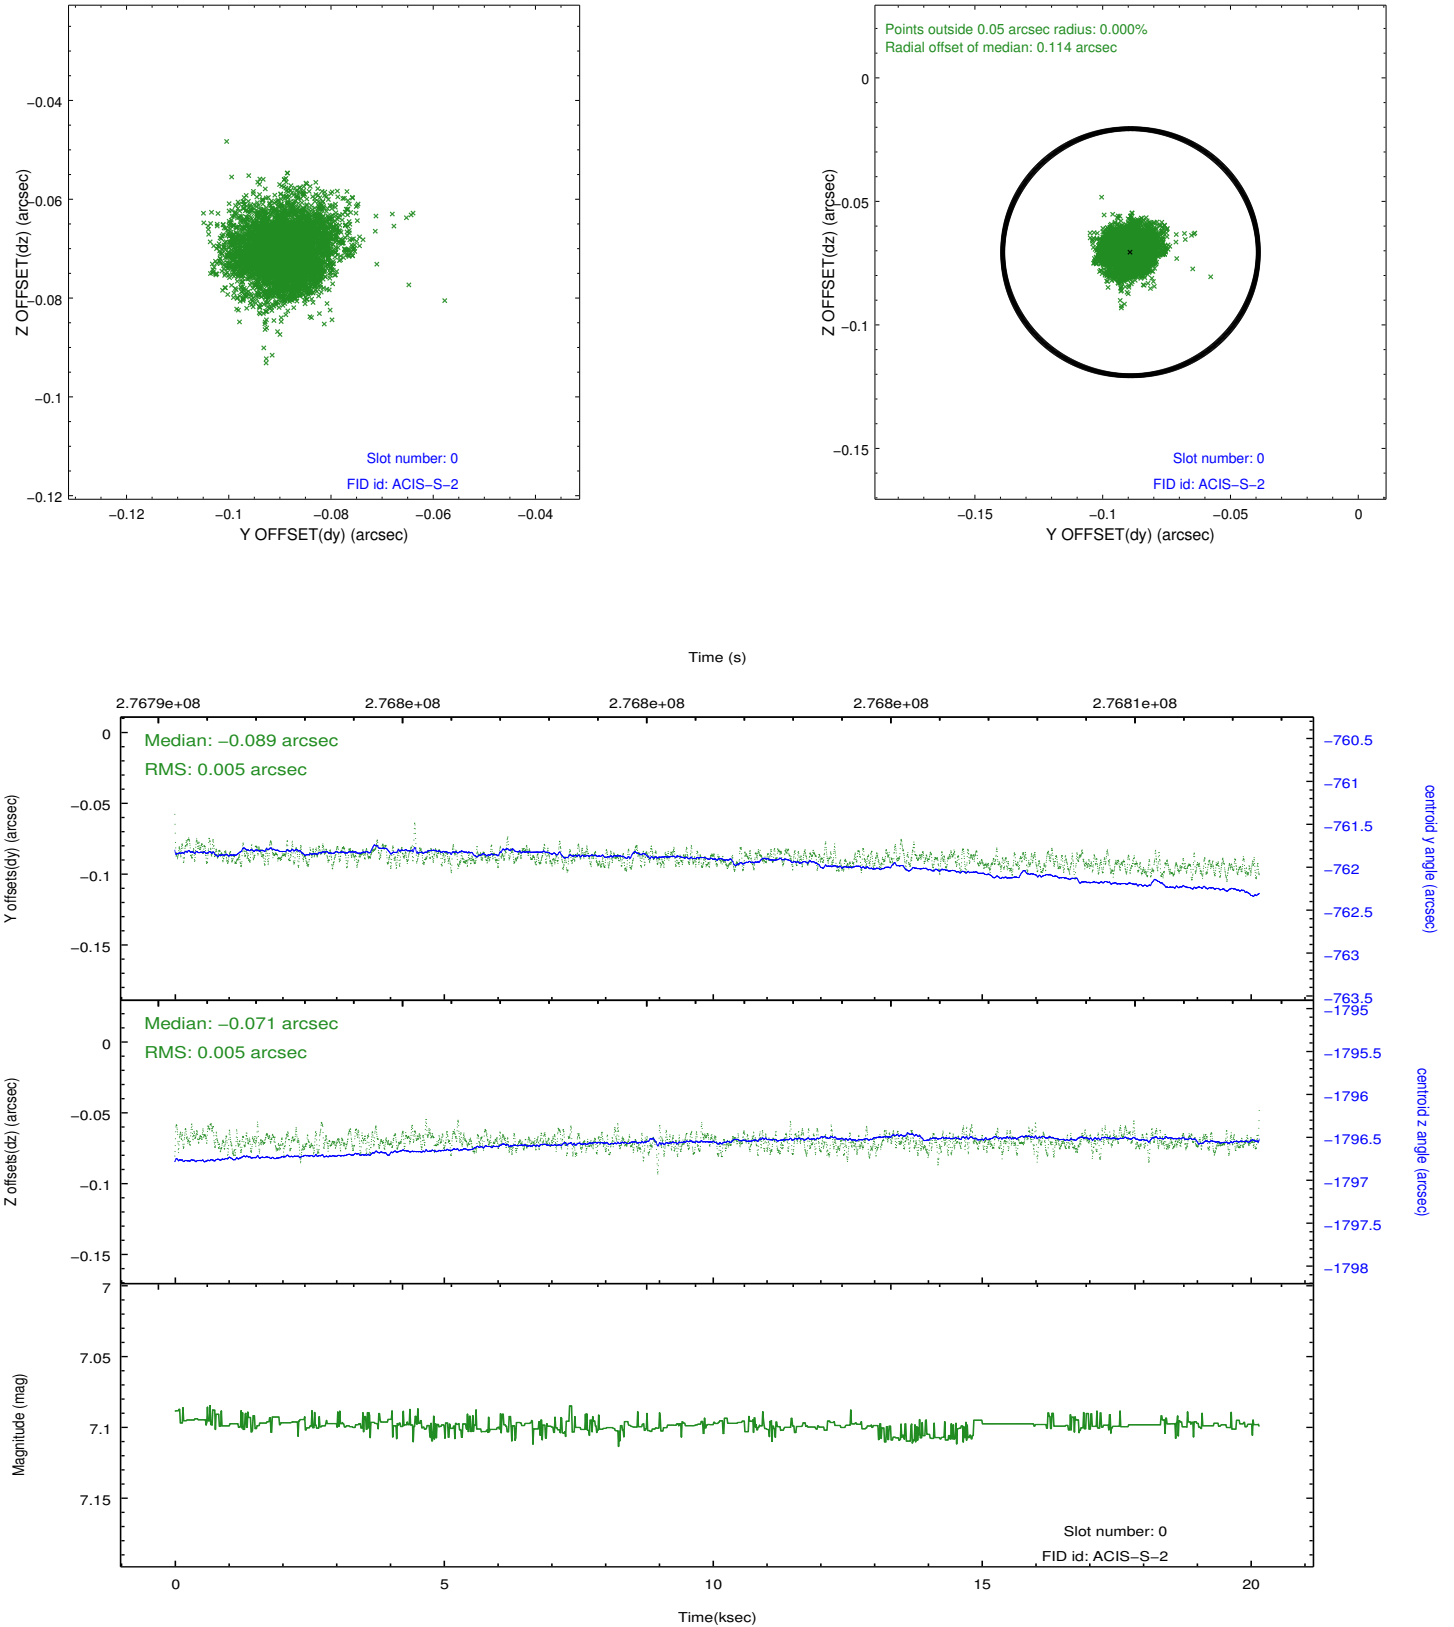 −0.04
−0.06
−0.08
−0.1
−0.12
Z OFFSET(dz) (arcsec)
Slot number: 0
FID id: ACIS−S−2
−0.12
−0.1
−0.08
−0.06
−0.04
Y OFFSET(dy) (arcsec)
Points outside 0.05 arcsec radius: 0.000%
Radial offset of median: 0.114 arcsec
0
−0.05
−0.1
−0.15
Z OFFSET(dz) (arcsec)
Slot number: 0
FID id: ACIS−S−2
−0.15
−0.1
−0.05
0
Y OFFSET(dy) (arcsec)
Time (s)
2.7679e+08
2.768e+08
2.768e+08
2.768e+08
2.7681e+08
Median: −0.089 arcsec
RMS: 0.005 arcsec
0
−0.05
−0.1
−0.15
Y offsets(dy) (arcsec)
−760.5
−761
−761.5
−762
−762.5
−763
−763.5
centroid y angle (arcsec)
Median: −0.071 arcsec
RMS: 0.005 arcsec
0
−0.05
−0.1
−0.15
Z offsets(dz) (arcsec)
−1795
−1795.5
−1796
−1796.5
−1797
−1797.5
−1798
centroid z angle (arcsec)
7
7.05
7.1
7.15
Magnitude (mag)
Slot number: 0
FID id: ACIS−S−2
0
5
10
15
20
Time(ksec)